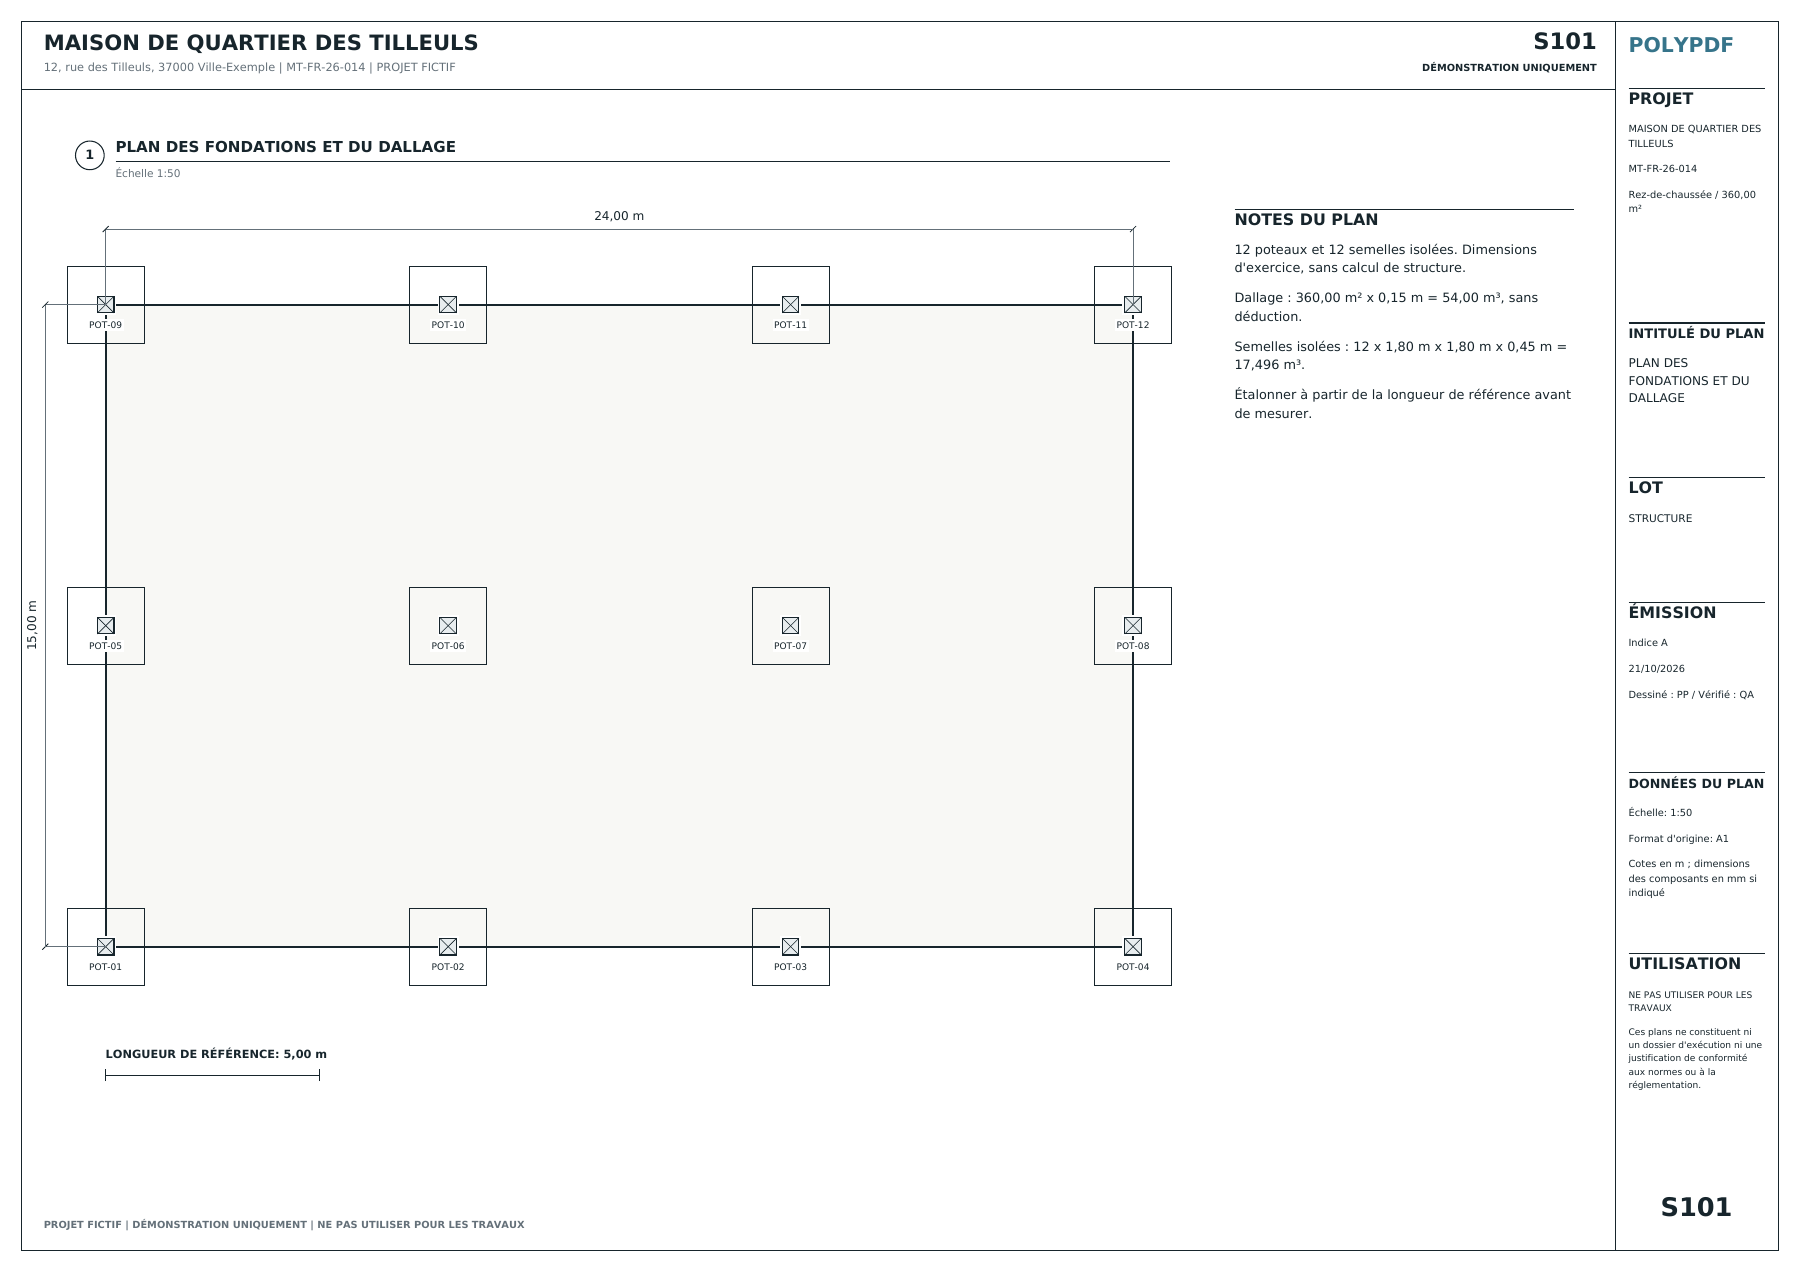 MAISON DE QUARTIER DES TILLEULS
12, rue des Tilleuls, 37000 Ville-Exemple | MT-FR-26-014 | PROJET FICTIF
S101
DÉMONSTRATION UNIQUEMENT
1
PLAN DES FONDATIONS ET DU DALLAGE
Échelle 1:50
24,00 m
15,00 m
POT-09
POT-10
POT-11
POT-12
POT-05
POT-06
POT-07
POT-08
POT-01
POT-02
POT-03
POT-04
LONGUEUR DE RÉFÉRENCE: 5,00 m
NOTES DU PLAN
12 poteaux et 12 semelles isolées. Dimensions
d'exercice, sans calcul de structure.
Dallage : 360,00 m² x 0,15 m = 54,00 m³, sans
déduction.
Semelles isolées : 12 x 1,80 m x 1,80 m x 0,45 m =
17,496 m³.
Étalonner à partir de la longueur de référence avant
de mesurer.
POLYPDF
PROJET
MAISON DE QUARTIER DES
TILLEULS
MT-FR-26-014
Rez-de-chaussée / 360,00
m²
INTITULÉ DU PLAN
PLAN DES
FONDATIONS ET DU
DALLAGE
LOT
STRUCTURE
ÉMISSION
Indice A
21/10/2026
Dessiné : PP / Vérifié : QA
DONNÉES DU PLAN
Échelle: 1:50
Format d'origine: A1
Cotes en m ; dimensions
des composants en mm si
indiqué
UTILISATION
NE PAS UTILISER POUR LES
TRAVAUX
Ces plans ne constituent ni
un dossier d'exécution ni une
justification de conformité
aux normes ou à la
réglementation.
S101
PROJET FICTIF | DÉMONSTRATION UNIQUEMENT | NE PAS UTILISER POUR LES TRAVAUX